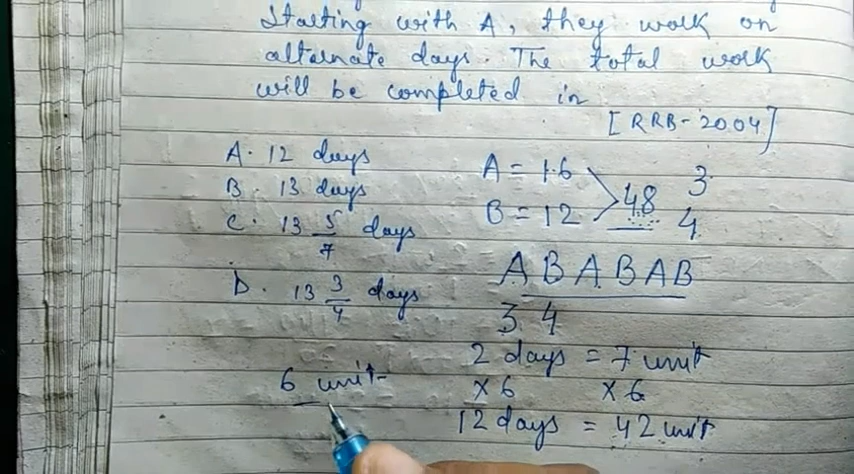 Starting with A, they work on
alternate days. The total work
will be completed in
[RRB-2004]
A. 12 days
B. 13 days
C. 13 5/7 days
D. 13 3/4 days
A = 16
B = 12
48
3
4
A B A B A B
3 4
2 days = 7 unit
×6 ×6
12 days = 42 unit
6 unit